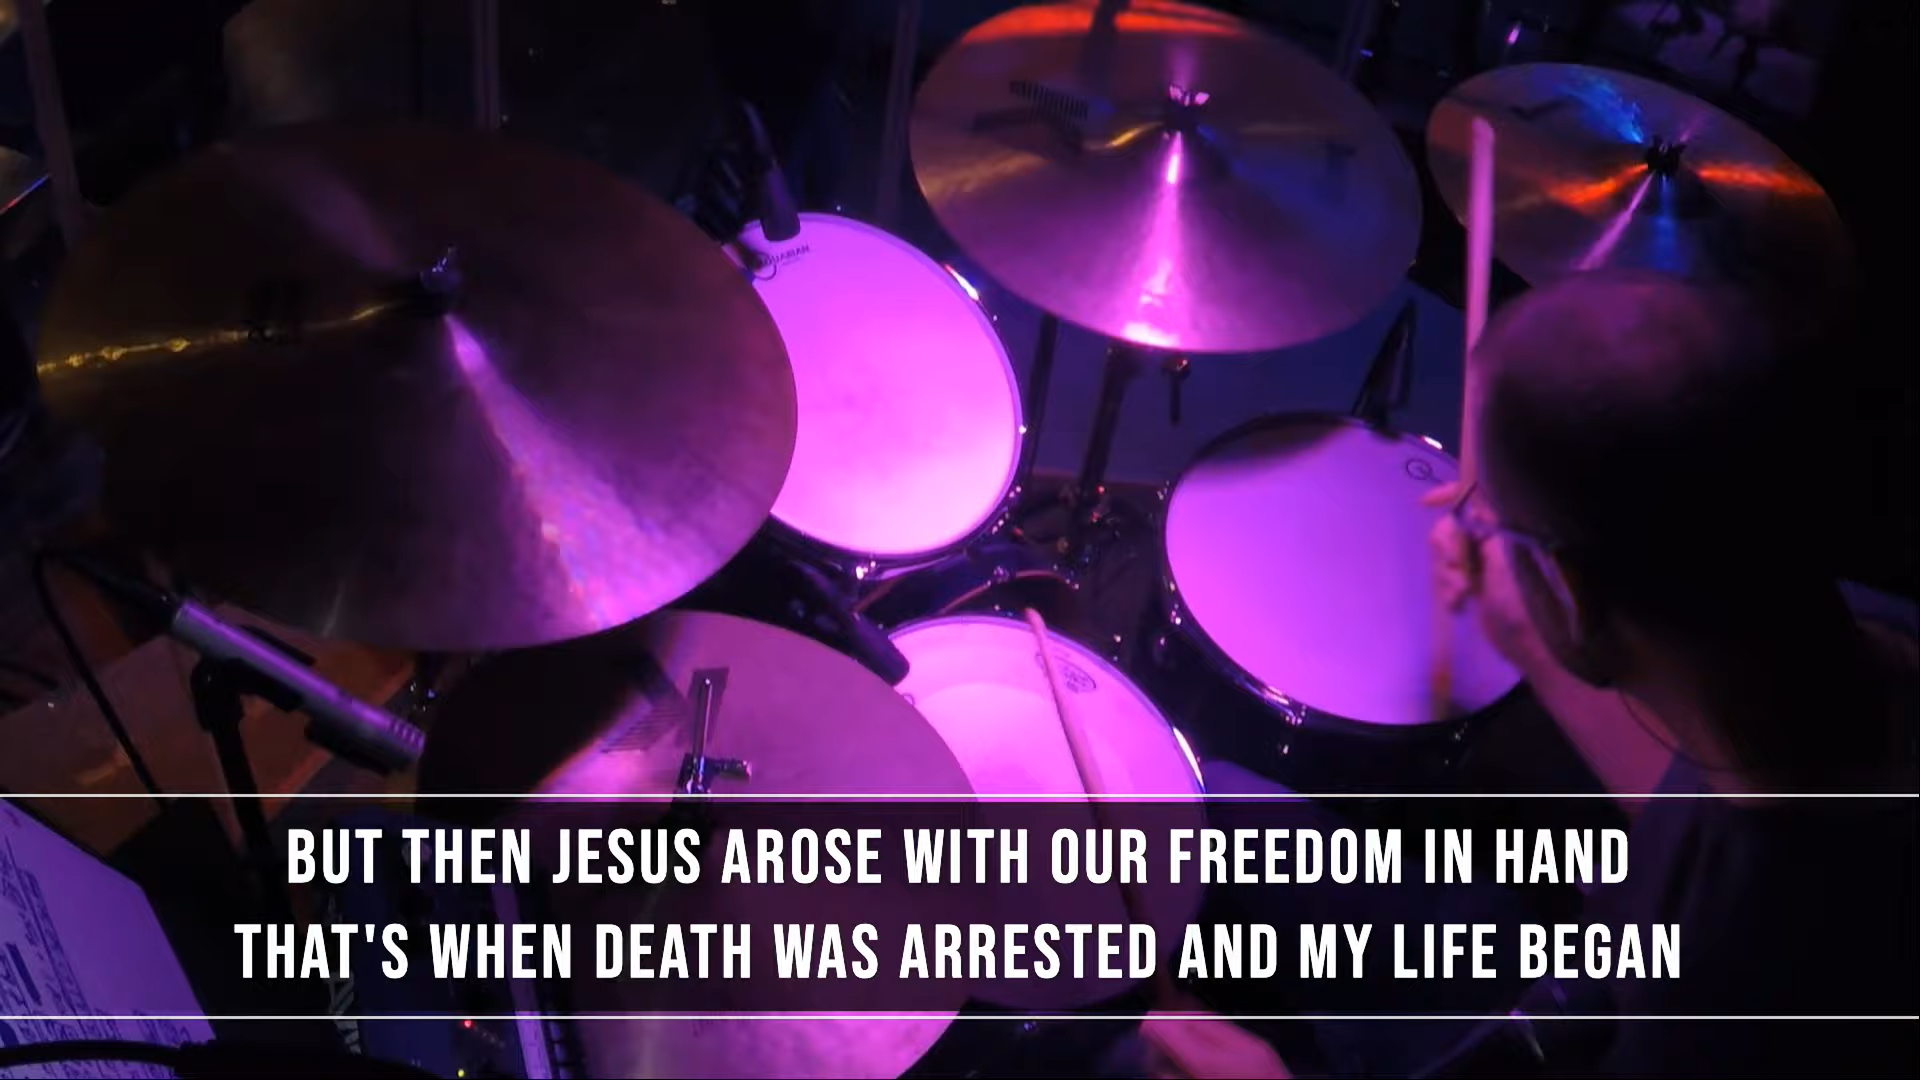 BUT THEN JESUS AROSE WITH OUR FREEDOM IN HAND
THAT'S WHEN DEATH WAS ARRESTED AND MY LIFE BEGAN